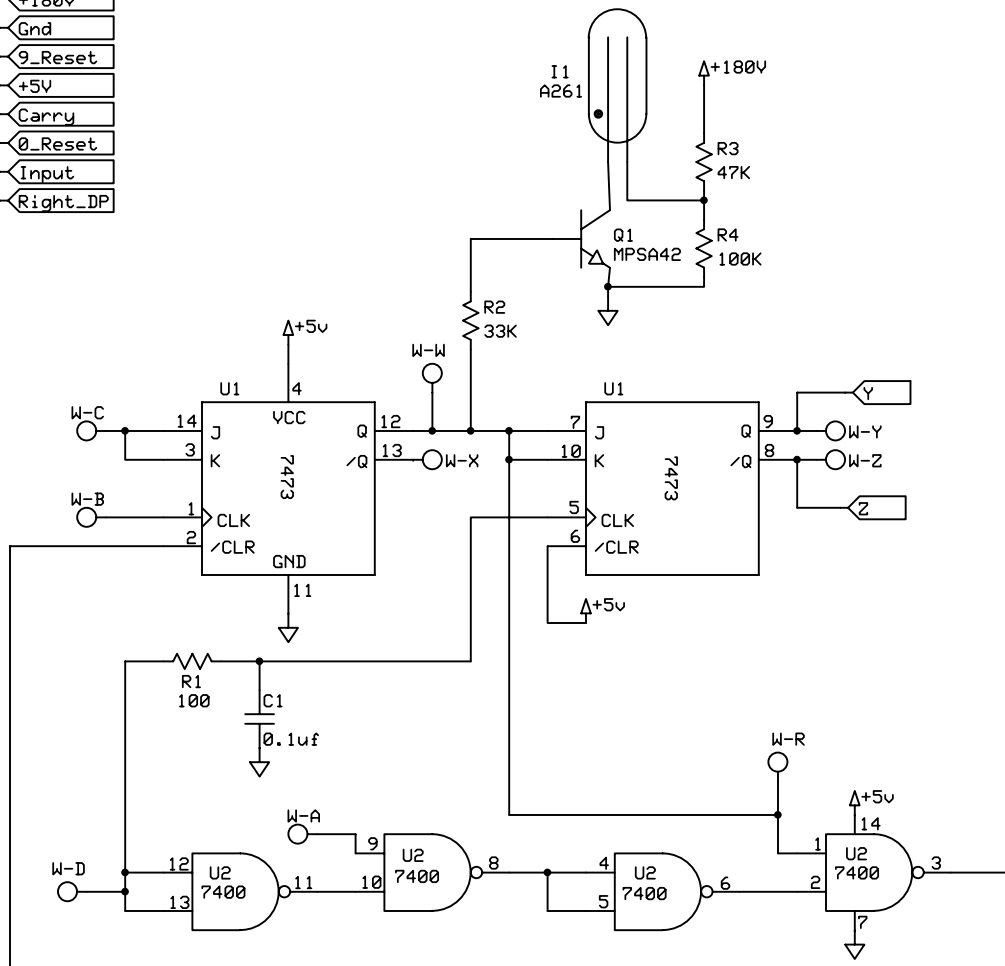 +180V
Gnd
9_Reset
+5V
Carry
0_Reset
Input
Right_DP
I1
A261
+180V
R3
47K
Q1
MPSA42
R4
100K
R2
33K
+5v
W-W
U1
4
VCC
U1
Y
W-C
14
J
Q
12
7
J
Q
9
W-Y
3
K
/Q
13
W-X
10
K
/Q
8
W-Z
7473
7473
W-B
1
CLK
5
CLK
Z
2
/CLR
6
/CLR
GND
11
+5v
R1
100
C1
0.1uf
W-R
+5v
14
W-A
9
1
W-D
12
U2
7400
11
10
U2
7400
8
4
U2
7400
6
2
U2
7400
3
13
5
7